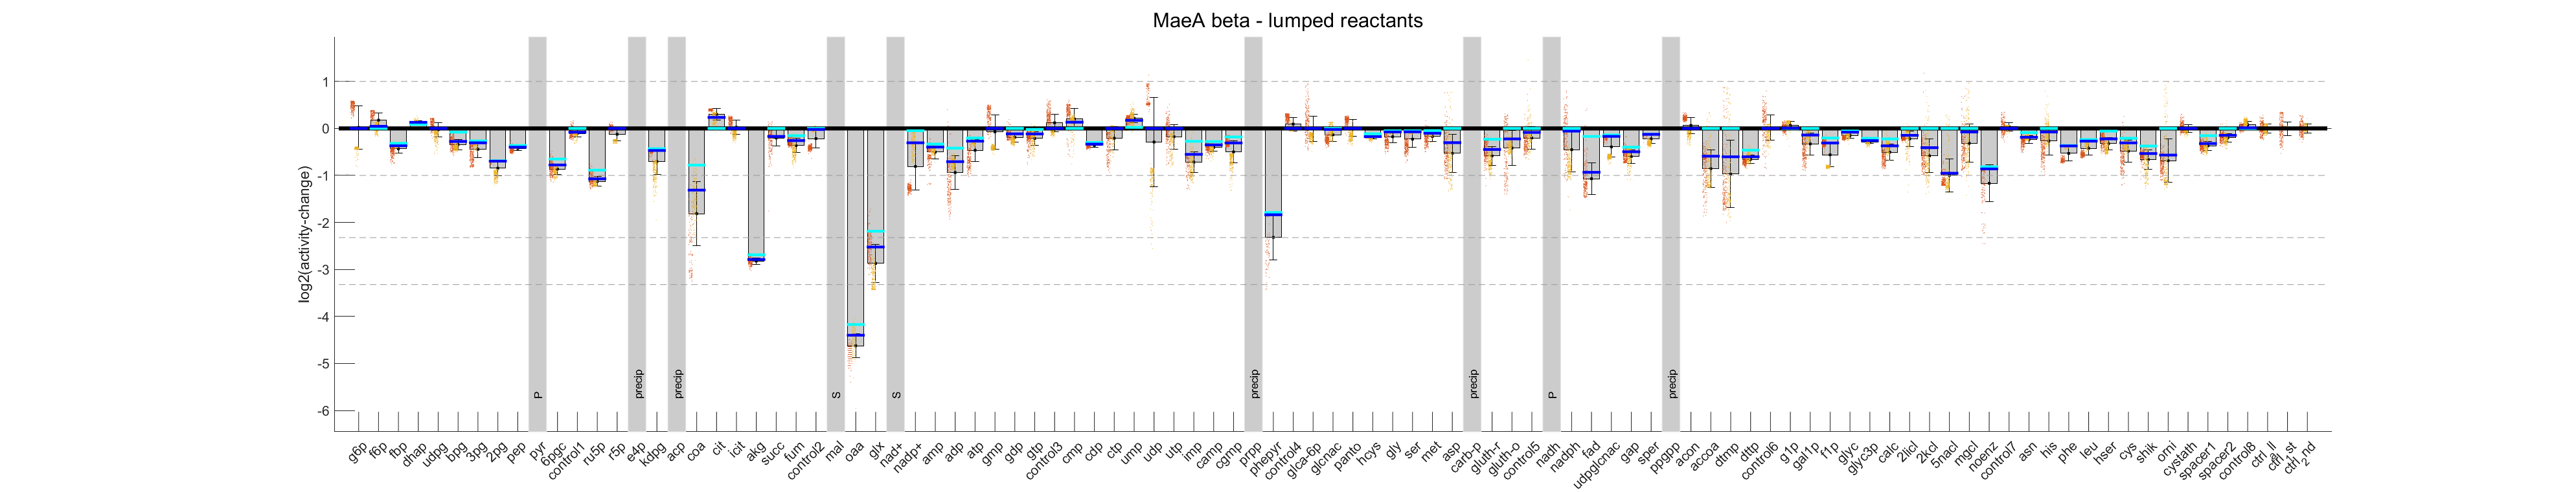 MaeA beta - lumped reactants
log2(activity-change)
1
0
-1
-2
-3
-4
-5
-6
P
precip
precip
S
S
precip
precip
P
precip
g6p
f6p
fbp
dhap
udpg
bpg
3pg
2pg
pep
pyr
6pgc
control1
ru5p
r5p
e4p
kdpg
acp
coa
cit
icit
akg
succ
fum
control2
mal
oaa
glx
nad+
nadp+
amp
adp
atp
gmp
gdp
gtp
control3
cmp
cdp
ctp
ump
udp
utp
imp
camp
cgmp
prpp
phepyr
control4
glca-6p
glcnac
panto
hcys
gly
ser
met
asp
carb-p
gluth-r
gluth-o
control5
nadh
nadph
fad
udpglcnac
gap
sper
ppgpp
acon
accoa
dtmp
dttp
control6
g1p
gal1p
f1p
glyc
glyc3p
calc
2licl
2kcl
5nacl
mgcl
noenz
control7
asn
his
phe
leu
hser
cys
shik
orni
cystath
spacer1
spacer2
control8
ctrl_ll
ctrl_st
ctrl_2nd